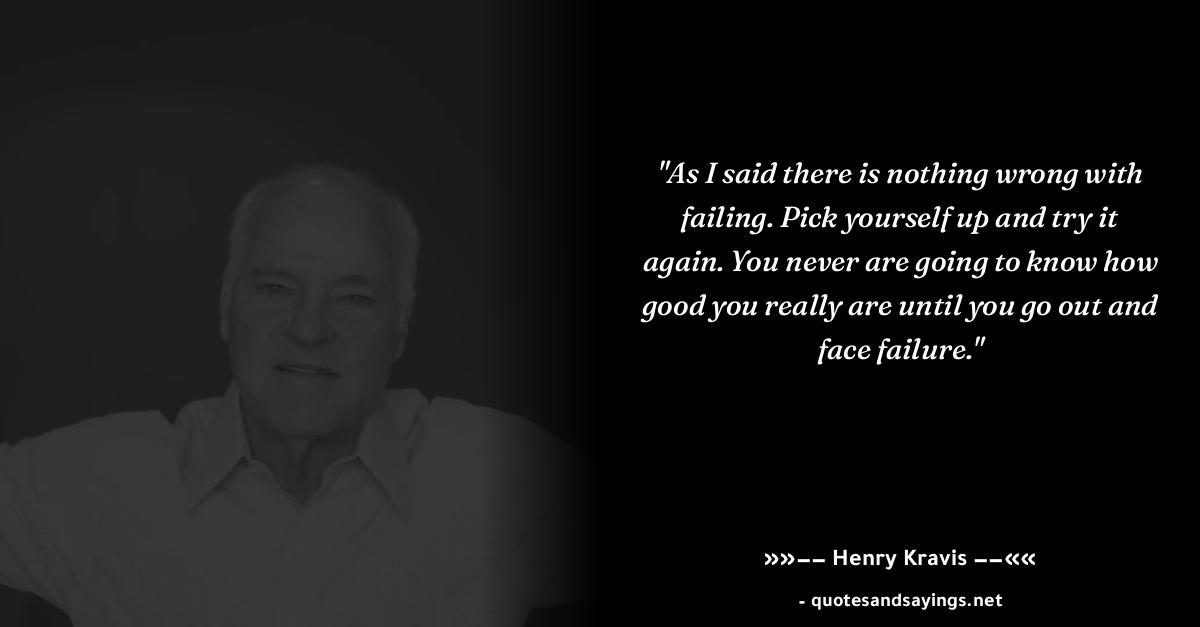 "As I said there is nothing wrong with
failing. Pick yourself up and try it
again. You never are going to know how
good you really are until you go out and
face failure."
»»–– Henry Kravis ––««
- quotesandsayings.net